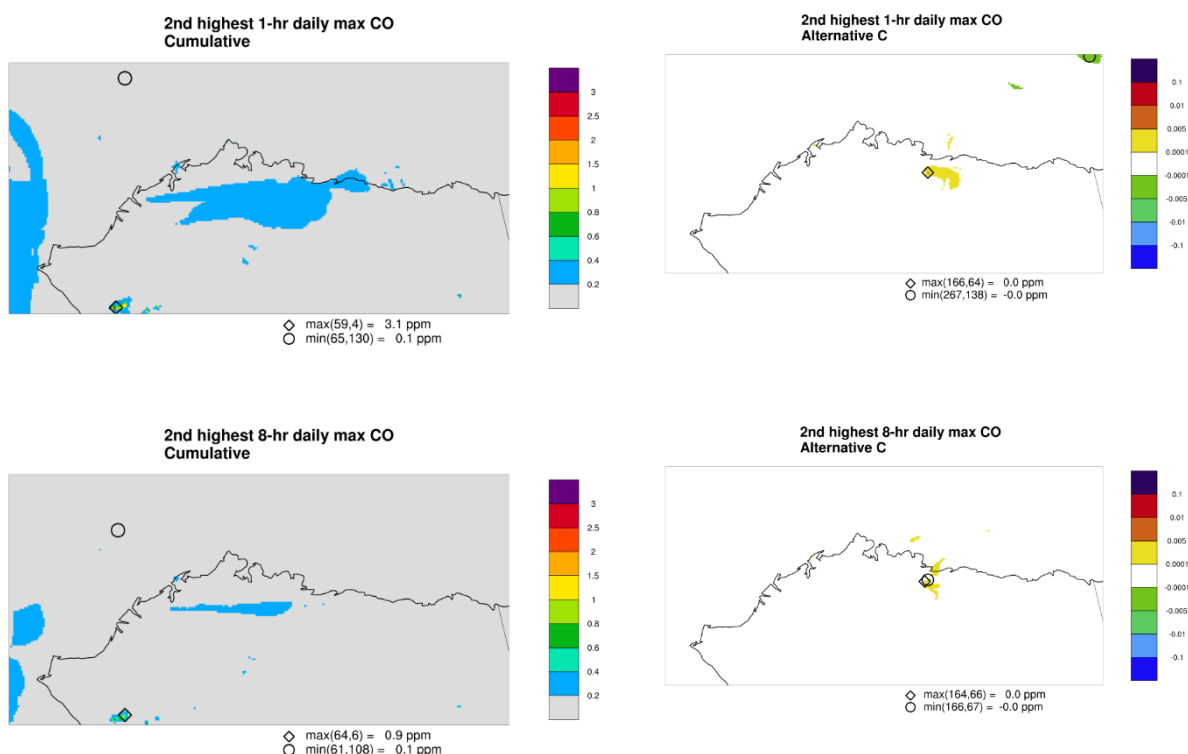 2nd highest 1-hr daily max CO
Cumulative
3
2.5
2
1.5
1
0.8
0.6
0.4
0.2
max(59,4) = 3.1 ppm
min(65,130) = 0.1 ppm
2nd highest 1-hr daily max CO
Alternative C
0.1
0.01
0.005
0.0001
-0.0001
-0.005
-0.01
-0.1
max(166,64) = 0.0 ppm
min(267,138) = -0.0 ppm
2nd highest 8-hr daily max CO
Cumulative
3
2.5
2
1.5
1
0.8
0.6
0.4
0.2
max(64,6) = 0.9 ppm
min(61,108) = 0.1 ppm
2nd highest 8-hr daily max CO
Alternative C
0.1
0.01
0.005
0.0001
-0.0001
-0.005
-0.01
-0.1
max(164,66) = 0.0 ppm
min(166,67) = -0.0 ppm